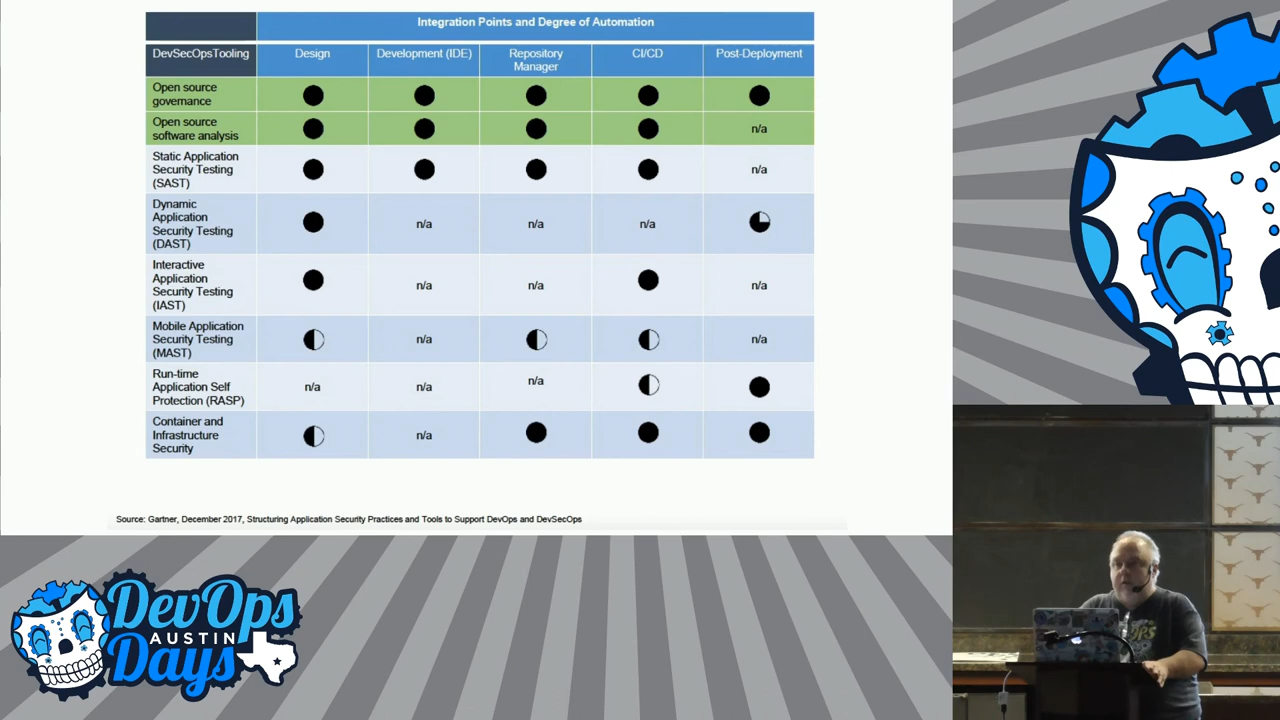 Integration Points and Degree of Automation
DevSecOpsTooling
Design
Development (IDE)
Repository
Manager
CI/CD
Post-Deployment
Open source
governance
Open source
software analysis
n/a
Static Application
Security Testing
(SAST)
n/a
Dynamic
Application
Security Testing
(DAST)
n/a
n/a
n/a
Interactive
Application
Security Testing
(IAST)
n/a
n/a
n/a
Mobile Application
Security Testing
(MAST)
n/a
n/a
Run-time
Application Self
Protection (RASP)
n/a
n/a
n/a
Container and
Infrastructure
Security
n/a
Source: Gartner, December 2017, Structuring Application Security Practices and Tools to Support DevOps and DevSecOps
DevOps
AUSTIN
Days